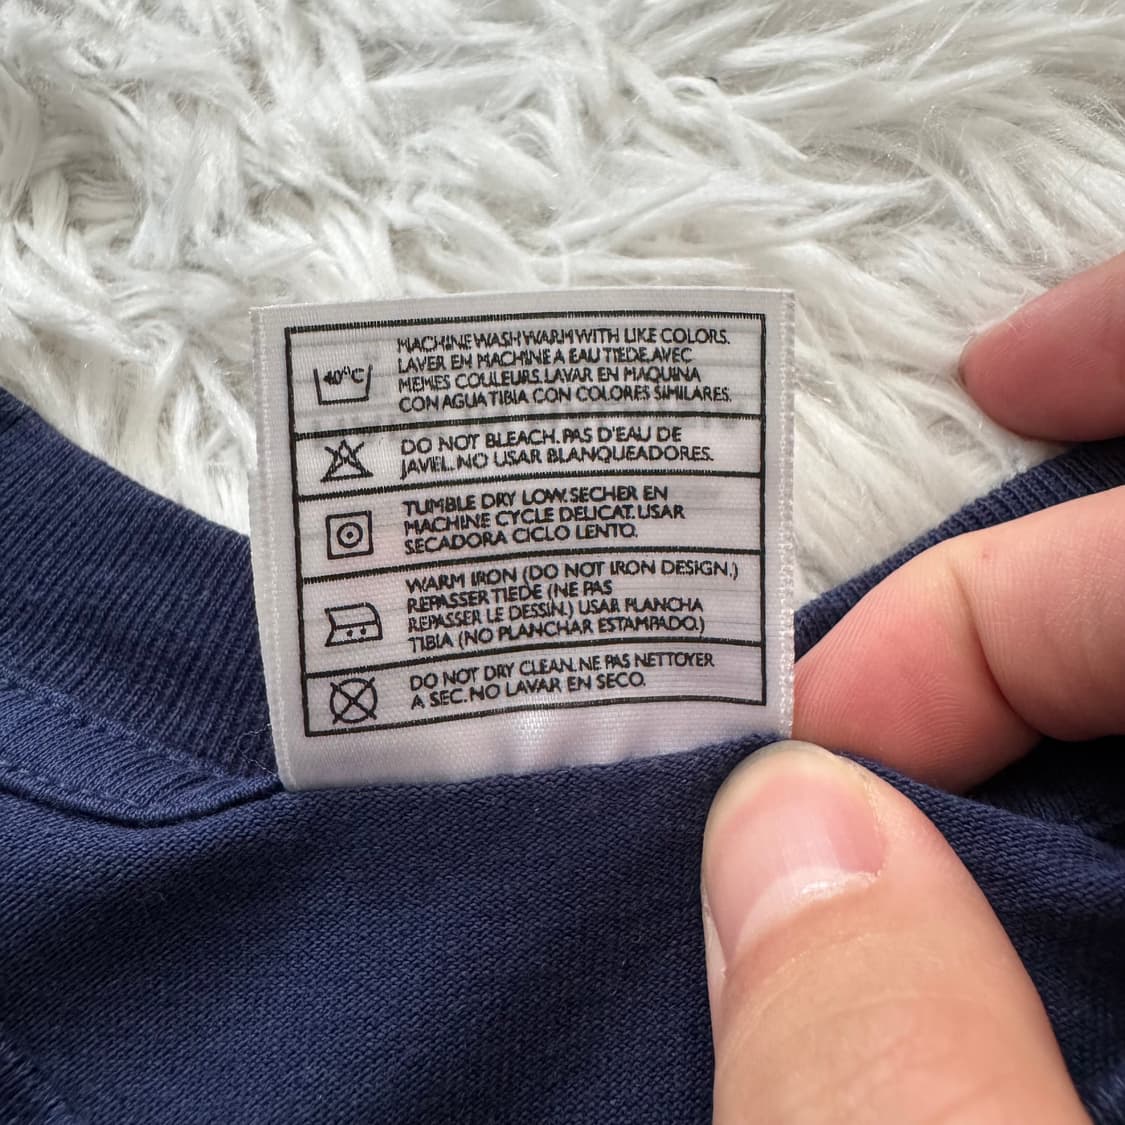 40°C
MACHINE WASH WARM WITH LIKE COLORS.
LAVER EN MACHINE A EAU TIEDE, AVEC
MEMES COULEURS. LAVAR EN MAQUINA
CON AGUA TIBIA CON COLORES SIMILARES.
DO NOT BLEACH. PAS D'EAU DE
JAVEL. NO USAR BLANQUEADORES.
TUMBLE DRY LOW. SECHER EN
MACHINE CYCLE DELICAT. USAR
SECADORA CICLO LENTO.
WARM IRON (DO NOT IRON DESIGN.)
REPASSER TIEDE (NE PAS
REPASSER LE DESSIN.) USAR PLANCHA
TIBIA (NO PLANCHAR ESTAMPADO.)
DO NOT DRY CLEAN. NE PAS NETTOYER
A SEC. NO LAVAR EN SECO.